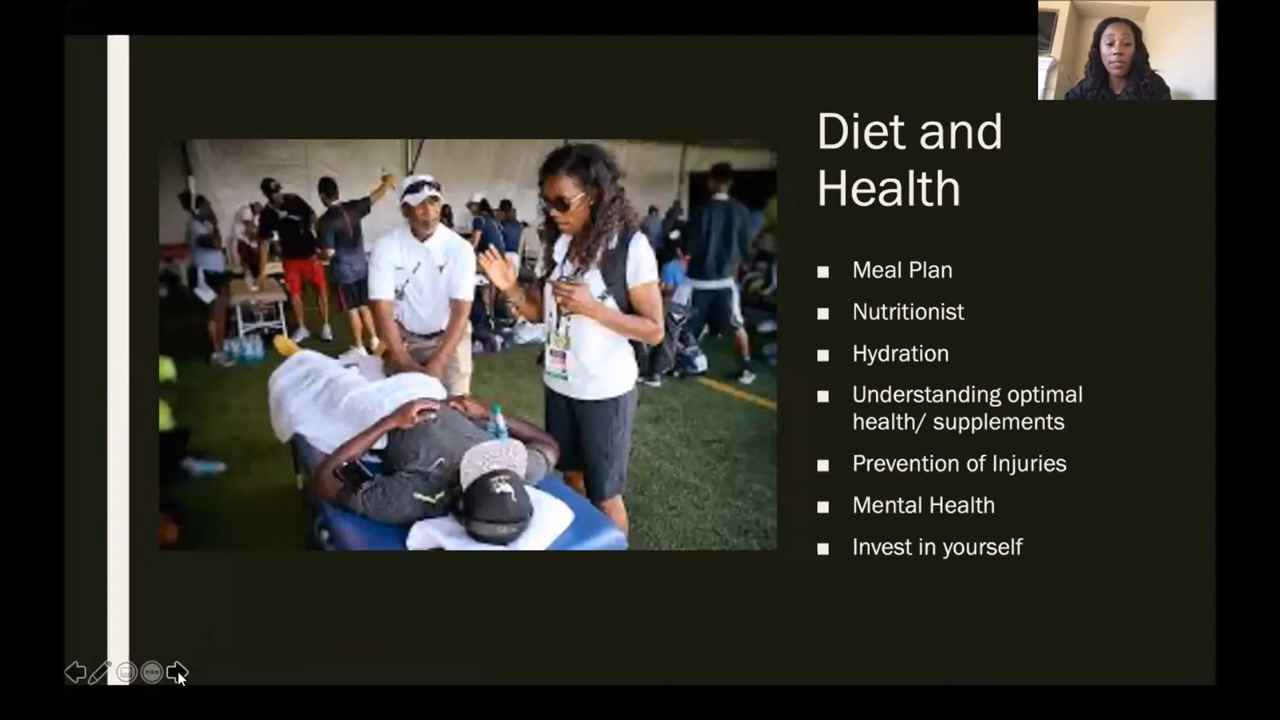 Diet and
Health
Meal Plan
Nutritionist
Hydration
Understanding optimal
health/ supplements
Prevention of Injuries
Mental Health
Invest in yourself